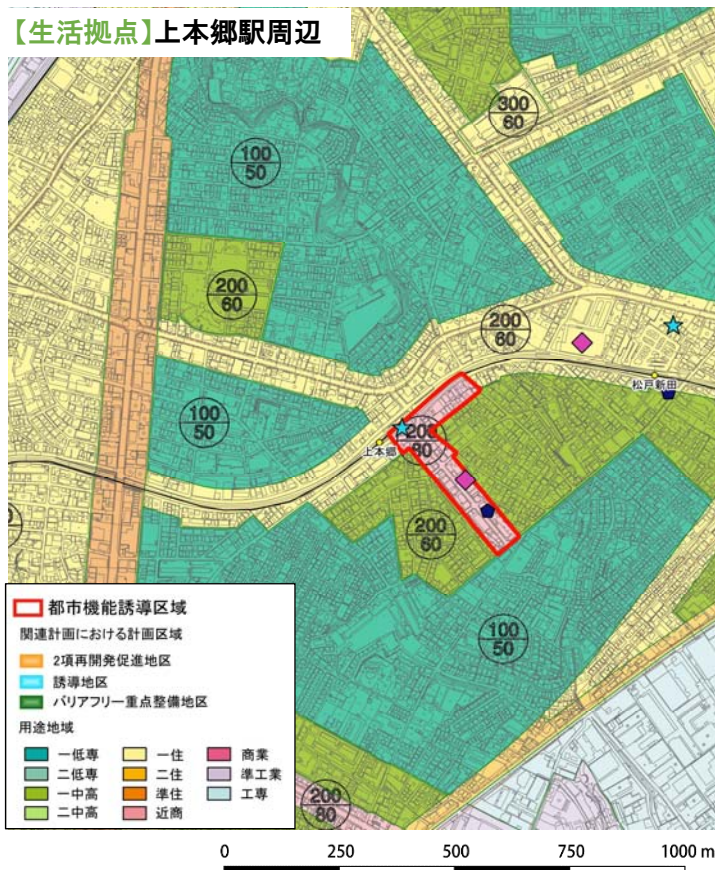 【生活拠点】上本郷駅周辺
300
60
100
50
200
60
200
60
松戸新田
100
50
200
80
上本郷
200
60
100
50
200
80
都市機能誘導区域
関連計画における計画区域
2項再開発促進地区
誘導地区
バリアフリー重点整備地区
用途地域
一低専 一住 商業
二低専 二住 準工業
一中高 準住 工専
二中高 近商
0 250 500 750 1000 m